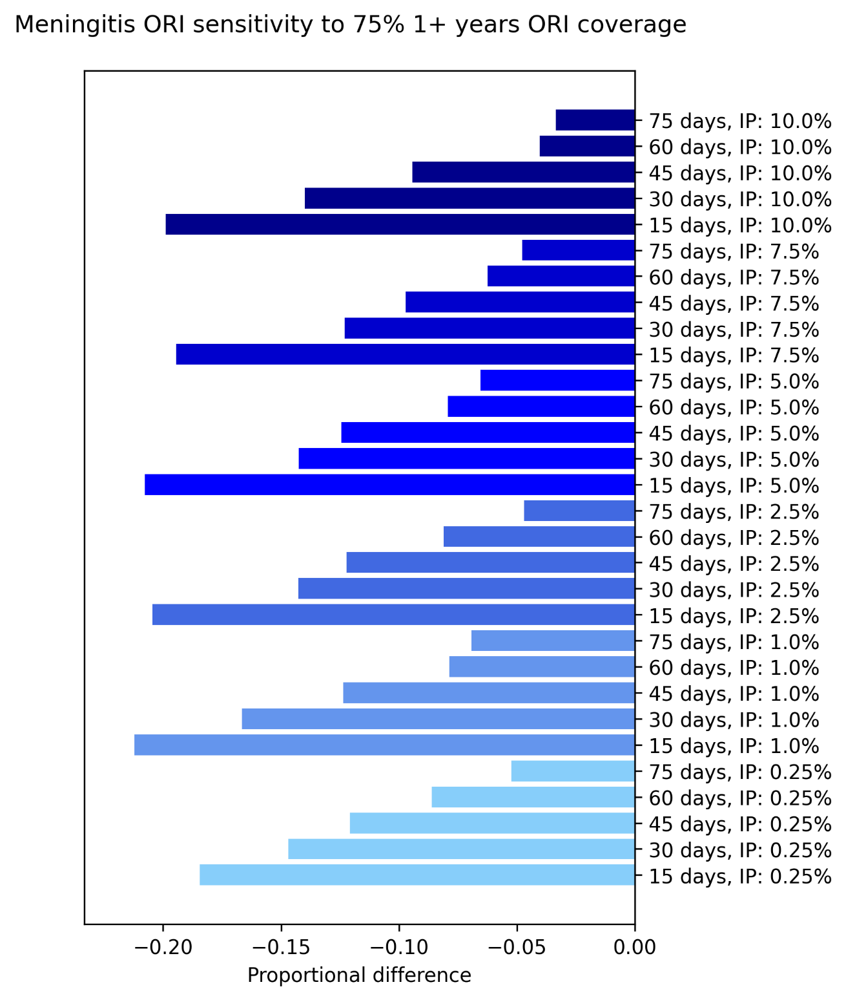 Meningitis ORI sensitivity to 75% 1+ years ORI coverage
75 days, IP: 10.0%
60 days, IP: 10.0%
45 days, IP: 10.0%
30 days, IP: 10.0%
15 days, IP: 10.0%
75 days, IP: 7.5%
60 days, IP: 7.5%
45 days, IP: 7.5%
30 days, IP: 7.5%
15 days, IP: 7.5%
75 days, IP: 5.0%
60 days, IP: 5.0%
45 days, IP: 5.0%
30 days, IP: 5.0%
15 days, IP: 5.0%
75 days, IP: 2.5%
60 days, IP: 2.5%
45 days, IP: 2.5%
30 days, IP: 2.5%
15 days, IP: 2.5%
75 days, IP: 1.0%
60 days, IP: 1.0%
45 days, IP: 1.0%
30 days, IP: 1.0%
15 days, IP: 1.0%
75 days, IP: 0.25%
60 days, IP: 0.25%
45 days, IP: 0.25%
30 days, IP: 0.25%
15 days, IP: 0.25%
−0.20 −0.15 −0.10 −0.05 0.00
Proportional difference